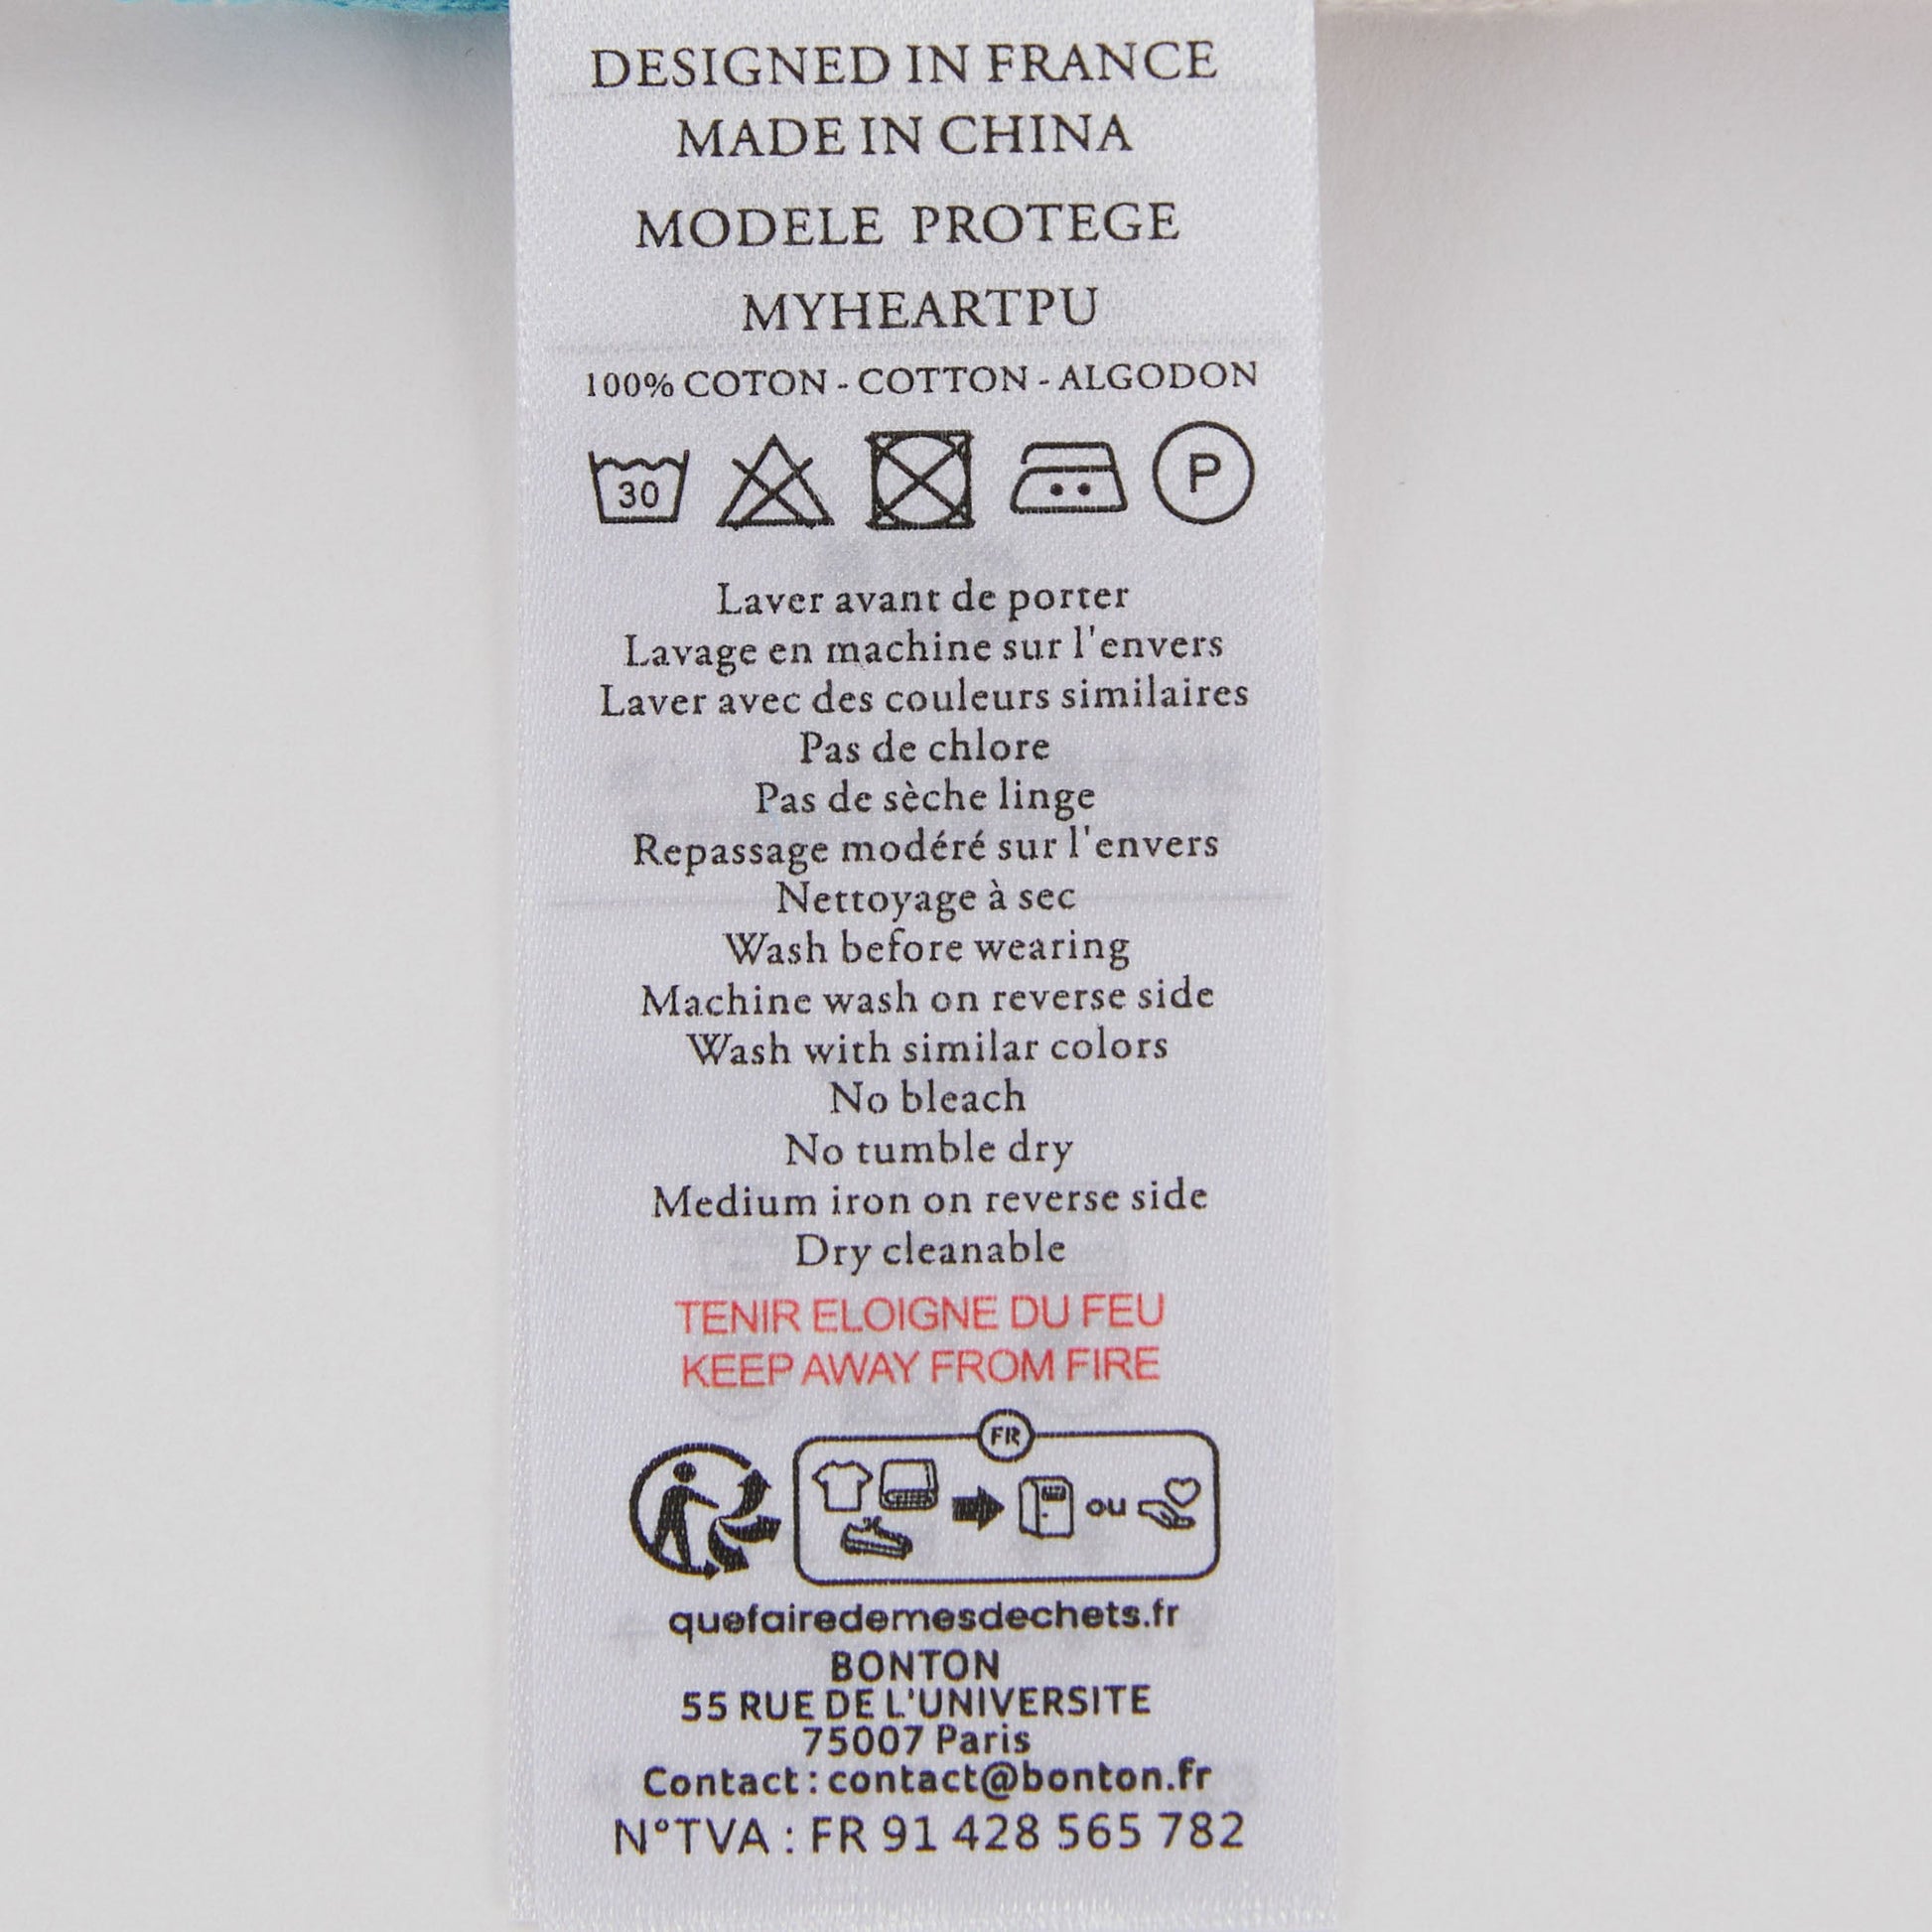 DESIGNED IN FRANCE
MADE IN CHINA
MODELE PROTEGE
MYHEARTPU
100% COTON - COTTON - ALGODON
30 P
Laver avant de porter
Lavage en machine sur l'envers
Laver avec des couleurs similaires
Pas de chlore
Pas de sèche linge
Repassage modéré sur l'envers
Nettoyage à sec
Wash before wearing
Machine wash on reverse side
Wash with similar colors
No bleach
No tumble dry
Medium iron on reverse side
Dry cleanable
TENIR ELOIGNE DU FEU
KEEP AWAY FROM FIRE
FR
ou
quefairedemesdechets.fr
BONTON
55 RUE DE L'UNIVERSITE
75007 Paris
Contact : contact@bonton.fr
N°TVA : FR 91 428 565 782